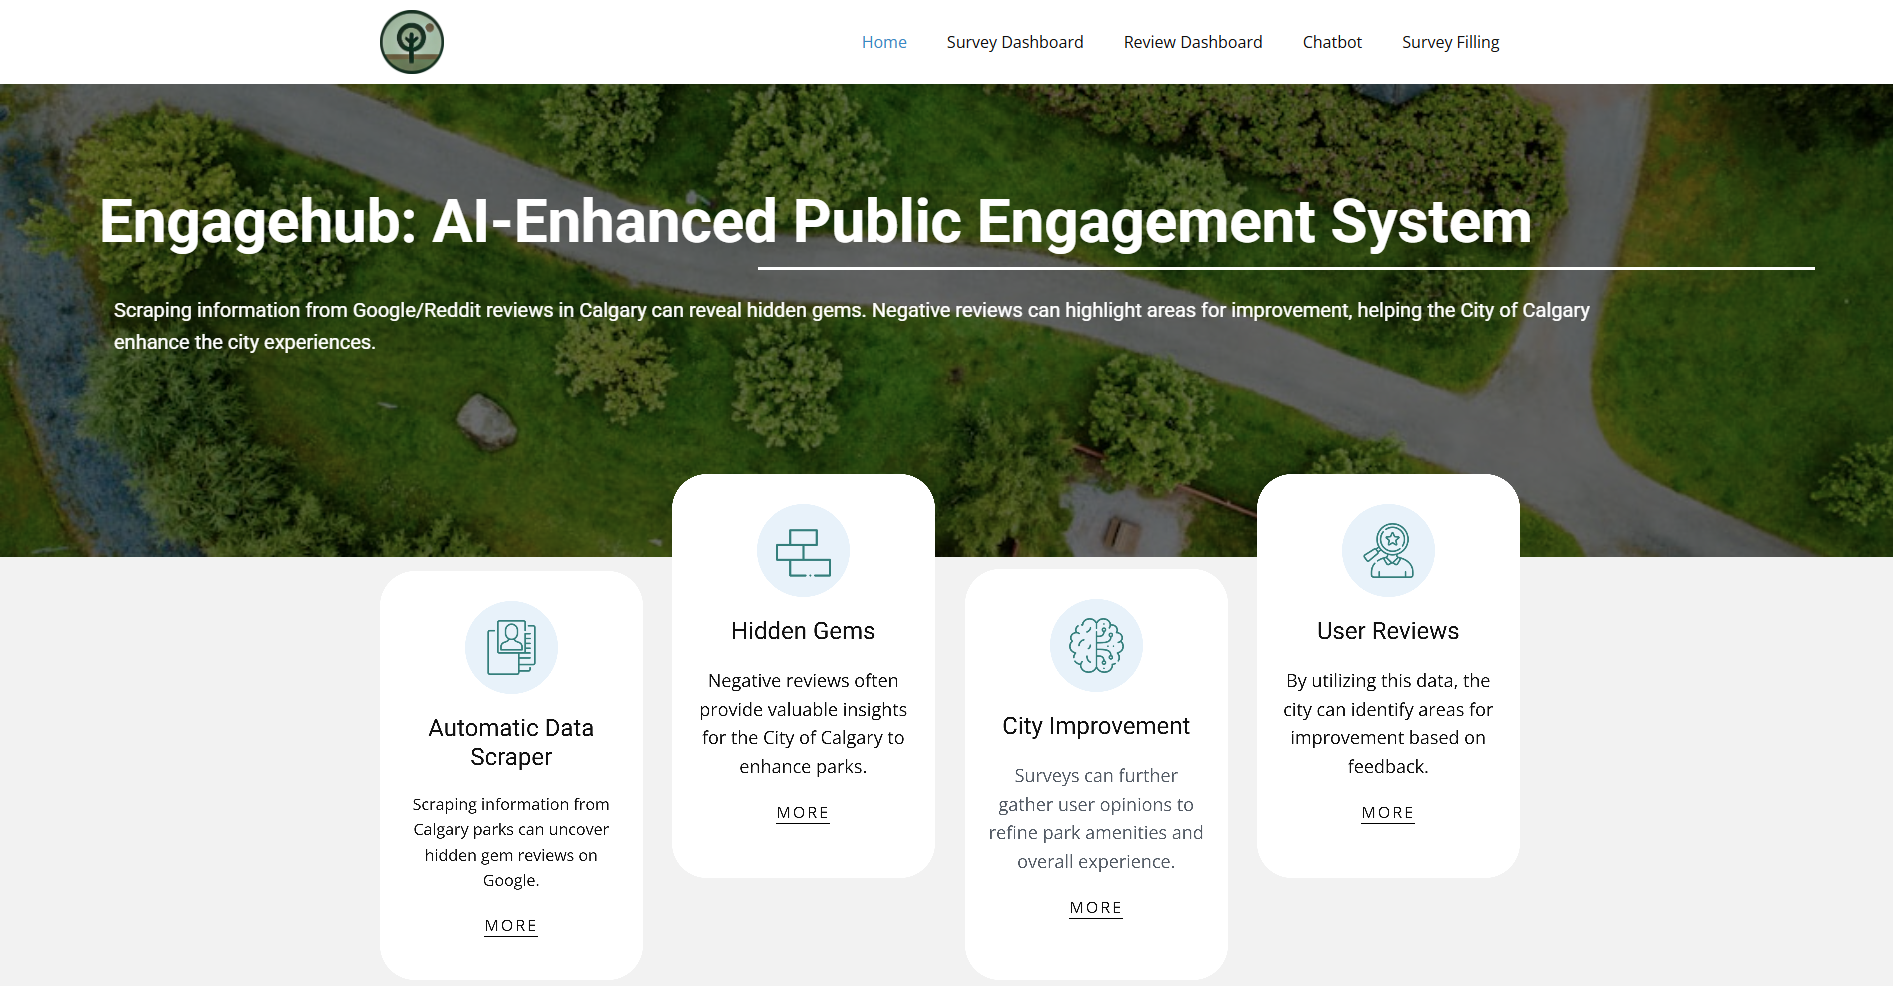 Home Survey Dashboard Review Dashboard Chatbot Survey Filling
Engagehub: AI-Enhanced Public Engagement System
Scraping information from Google/Reddit reviews in Calgary can reveal hidden gems. Negative reviews can highlight areas for improvement, helping the City of Calgary
enhance the city experiences.
Automatic Data
Scraper
Scraping information from
Calgary parks can uncover
hidden gem reviews on
Google.
MORE
Hidden Gems
Negative reviews often
provide valuable insights
for the City of Calgary to
enhance parks.
MORE
City Improvement
Surveys can further
gather user opinions to
refine park amenities and
overall experience.
MORE
User Reviews
By utilizing this data, the
city can identify areas for
improvement based on
feedback.
MORE